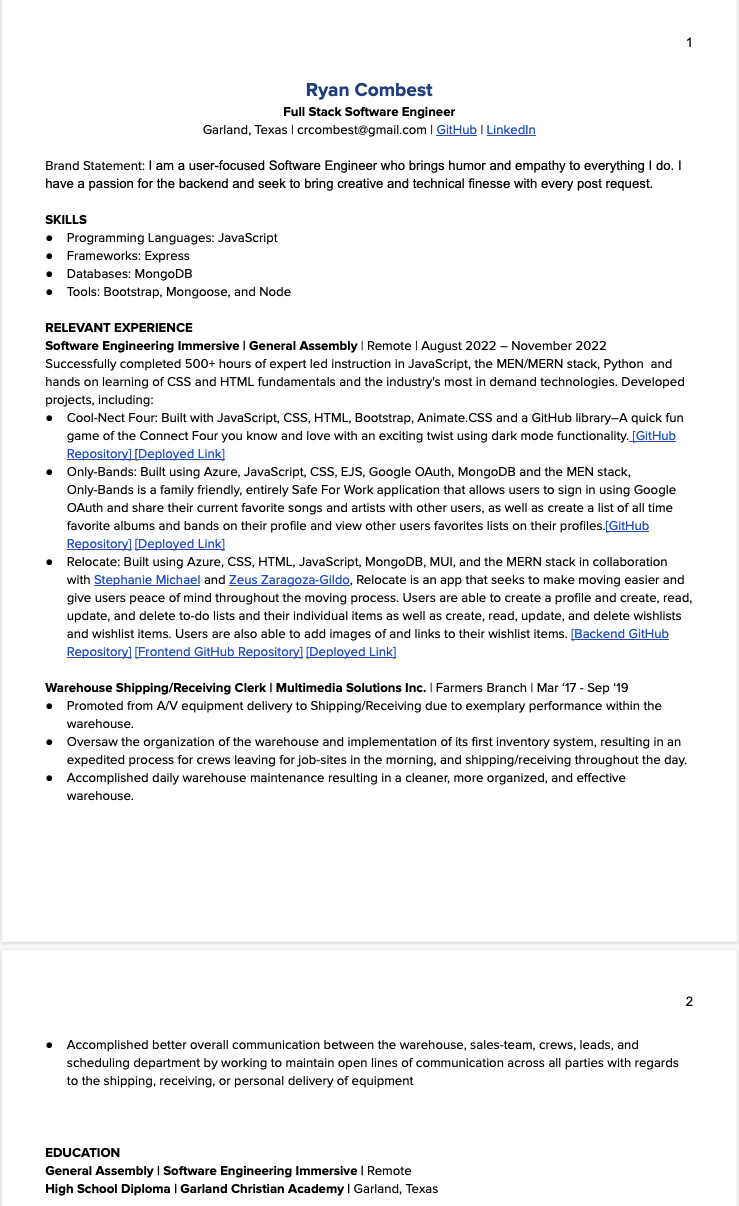 1
Ryan Combest
Full Stack Software Engineer
Garland, Texas | crcombest@gmail.com | GitHub | LinkedIn
Brand Statement: I am a user-focused Software Engineer who brings humor and empathy to everything I do. I
have a passion for the backend and seek to bring creative and technical finesse with every post request.
SKILLS
● Programming Languages: JavaScript
● Frameworks: Express
● Databases: MongoDB
● Tools: Bootstrap, Mongoose, and Node
RELEVANT EXPERIENCE
Software Engineering Immersive | General Assembly | Remote | August 2022 – November 2022
Successfully completed 500+ hours of expert led instruction in JavaScript, the MEN/MERN stack, Python  and
hands on learning of CSS and HTML fundamentals and the industry's most in demand technologies. Developed
projects, including:
● Cool-Nect Four: Built with JavaScript, CSS, HTML, Bootstrap, Animate.CSS and a GitHub library–A quick fun
game of the Connect Four you know and love with an exciting twist using dark mode functionality. [GitHub
Repository] [Deployed Link]
● Only-Bands: Built using Azure, JavaScript, CSS, EJS, Google OAuth, MongoDB and the MEN stack,
Only-Bands is a family friendly, entirely Safe For Work application that allows users to sign in using Google
OAuth and share their current favorite songs and artists with other users, as well as create a list of all time
favorite albums and bands on their profile and view other users favorites lists on their profiles.[GitHub
Repository] [Deployed Link]
● Relocate: Built using Azure, CSS, HTML, JavaScript, MongoDB, MUI, and the MERN stack in collaboration
with Stephanie Michael and Zeus Zaragoza-Gildo, Relocate is an app that seeks to make moving easier and
give users peace of mind throughout the moving process. Users are able to create a profile and create, read,
update, and delete to-do lists and their individual items as well as create, read, update, and delete wishlists
and wishlist items. Users are also able to add images of and links to their wishlist items. [Backend GitHub
Repository] [Frontend GitHub Repository] [Deployed Link]
Warehouse Shipping/Receiving Clerk | Multimedia Solutions Inc. | Farmers Branch | Mar ‘17 - Sep ‘19
● Promoted from A/V equipment delivery to Shipping/Receiving due to exemplary performance within the
warehouse.
● Oversaw the organization of the warehouse and implementation of its first inventory system, resulting in an
expedited process for crews leaving for job-sites in the morning, and shipping/receiving throughout the day.
● Accomplished daily warehouse maintenance resulting in a cleaner, more organized, and effective
warehouse.
2
● Accomplished better overall communication between the warehouse, sales-team, crews, leads, and
scheduling department by working to maintain open lines of communication across all parties with regards
to the shipping, receiving, or personal delivery of equipment
EDUCATION
General Assembly | Software Engineering Immersive | Remote
High School Diploma | Garland Christian Academy | Garland, Texas